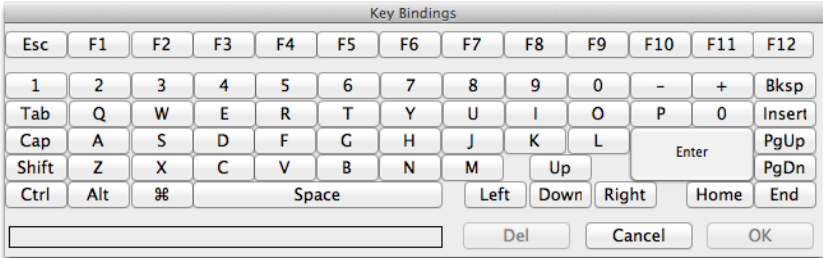 Key Bindings
Esc F1 F2 F3 F4 F5 F6 F7 F8 F9 F10 F11 F12
1 2 3 4 5 6 7 8 9 0 - + Bksp
Tab Q W E R T Y U I O P 0 Insert
Cap A S D F G H J K L Enter PgUp
Shift Z X C V B N M Up PgDn
Ctrl Alt ⌘ Space Left Down Right Home End
Del Cancel OK